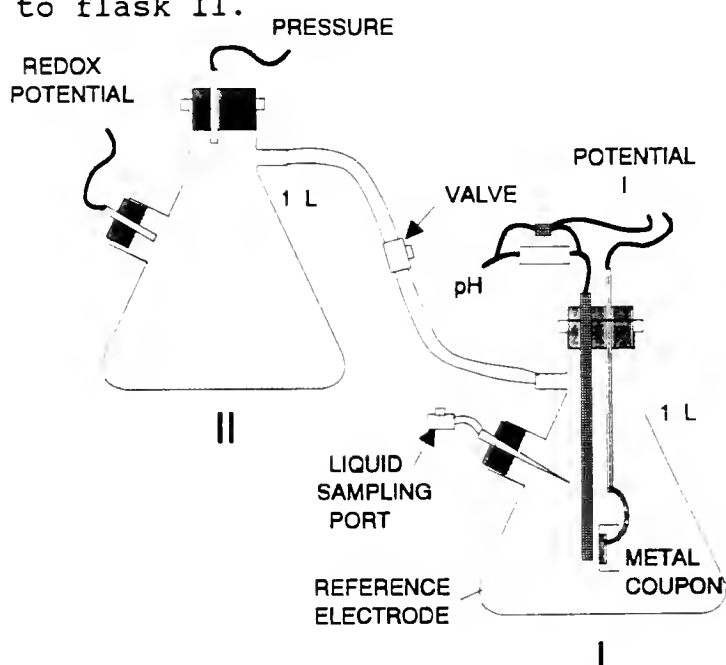 to flask II.
PRESSURE
REDOX
POTENTIAL
1 L
VALVE
POTENTIAL
I
pH
II
1 L
LIQUID
SAMPLING
PORT
METAL
COUPON
REFERENCE
ELECTRODE
I